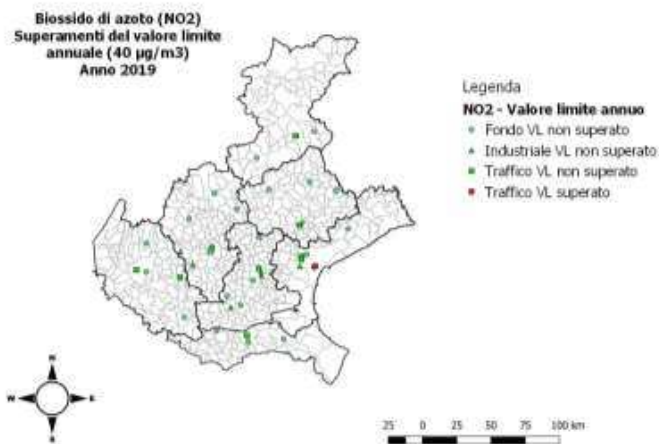 Biossido di azoto (NO2)
Superamenti del valore limite
annuale (40 µg/m3)
Anno 2019
Legenda
NO2 - Valore limite annuo
Fondo VL non superato
Industriale VL non superato
Traffico VL non superato
Traffico VL superato
N
W
E
S
25 0 25 50 75 100 km